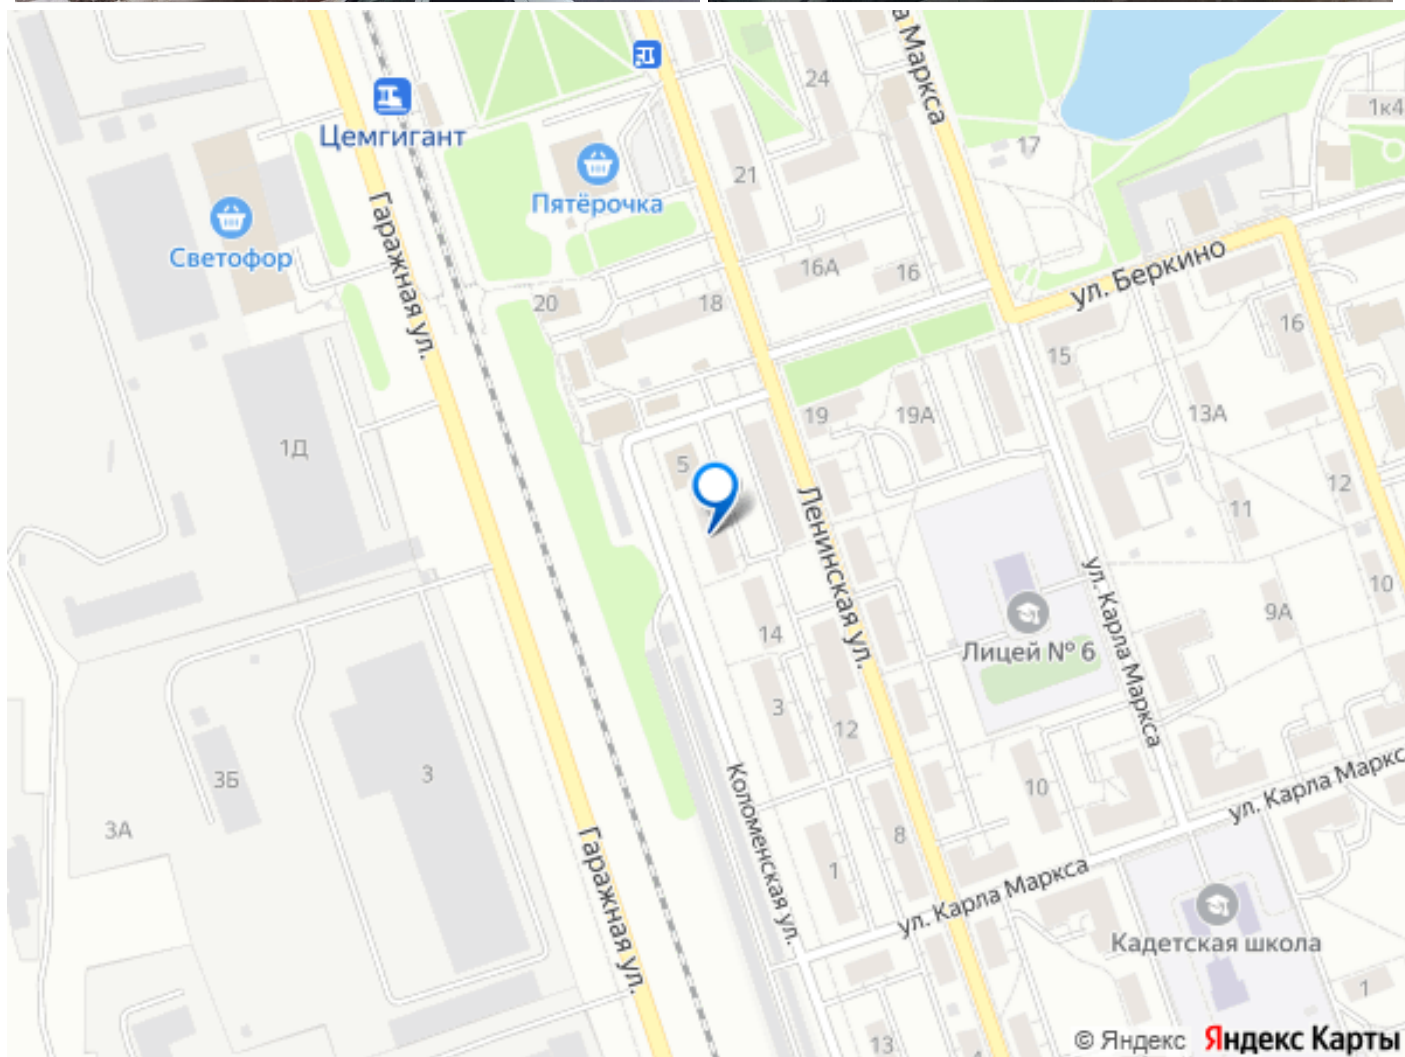 а Маркса
24
1к4
Цемгигант
17
21
Пятёрочка
Светофор
Гаражная ул.
16А
16
ул. Беркино
20
18
15
16
19
19А
13А
1Д
5
12
11
Ленинская ул.
ул. Карла Маркса
10
9А
14
Лицей № 6
3
12
3Б
3
10
ул. Карла Маркс
3А
Коломенская ул.
8
1
Гаражная ул.
ул. Карла Маркса
Кадетская школа
1
13
© Яндекс Яндекс Карты